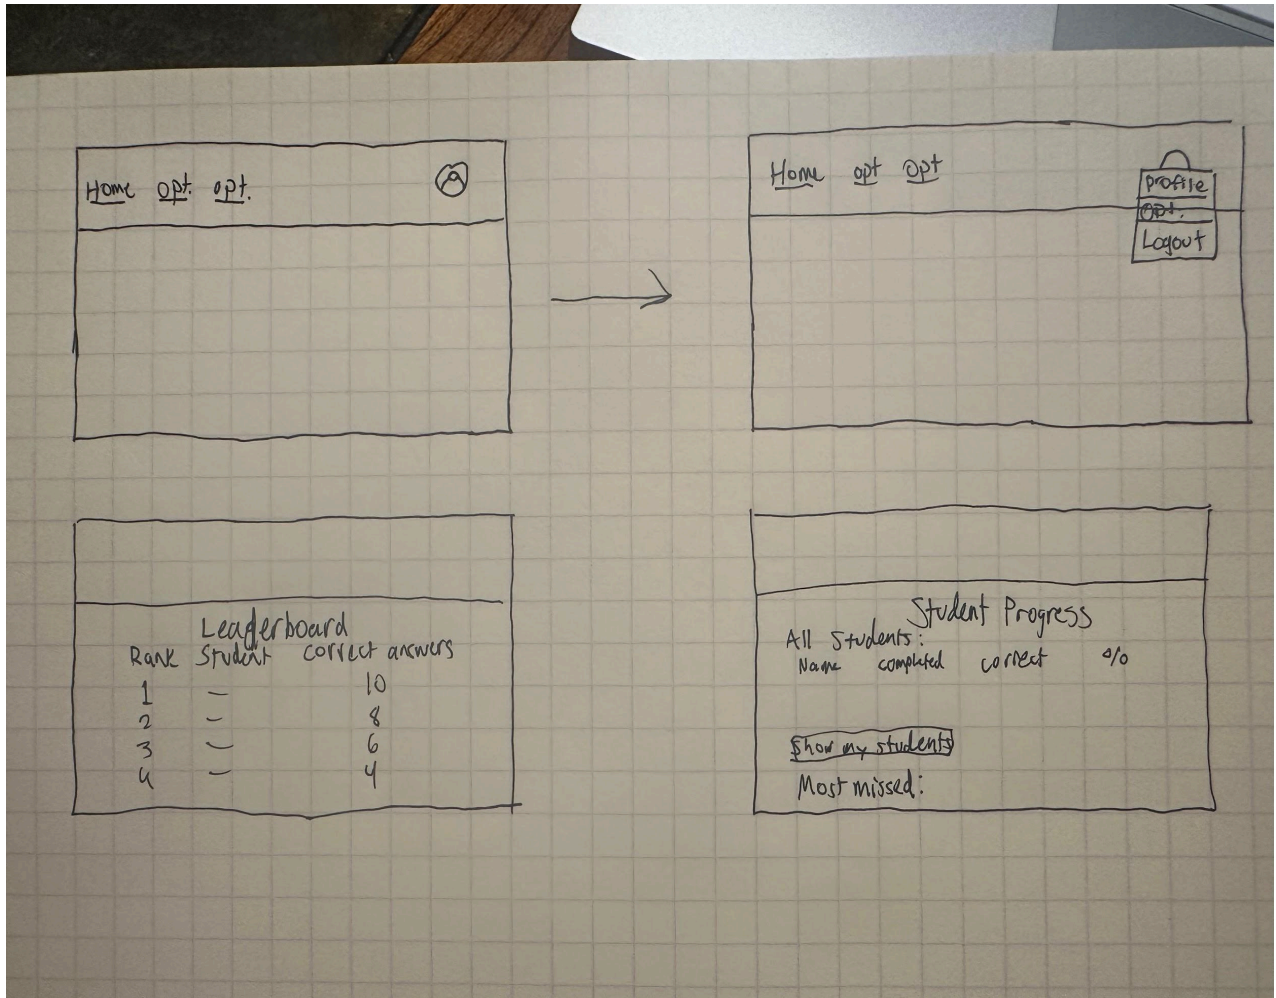 Home opt. opt.
Home opt Opt
Profile
Opt.
Logout
Leaderboard
Rank Student correct answers
1 – 10
2 – 8
3 – 6
4 – 4
Student Progress
All Students:
Name completed correct %
Show my students
Most missed: